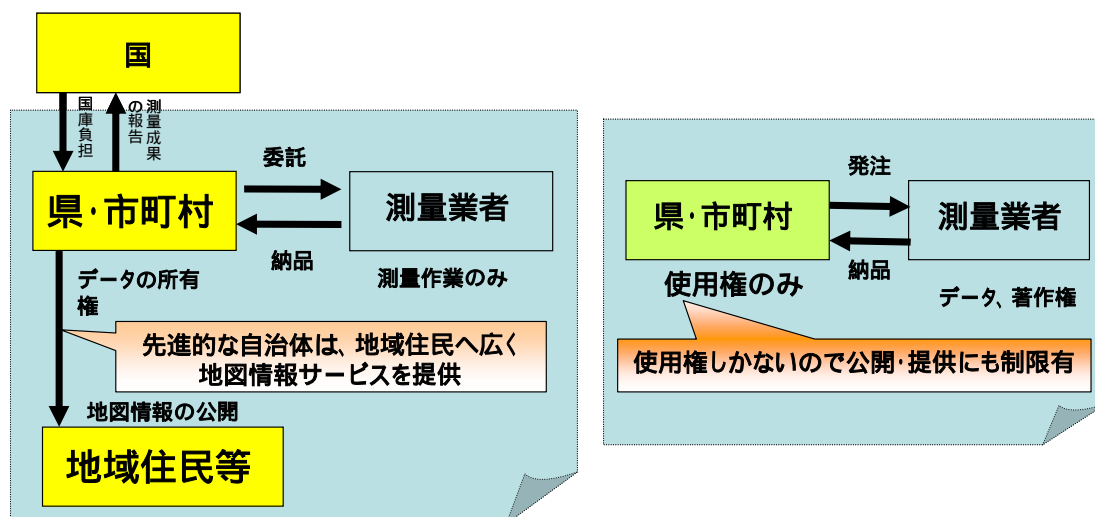 国
国庫負担
測量成果
の報告
県・市町村
委託
納品
測量業者
測量作業のみ
データの所有
権
先進的な自治体は、地域住民へ広く
地図情報サービスを提供
地図情報の公開
地域住民等
県・市町村
発注
納品
測量業者
使用権のみ
データ、著作権
使用権しかないので公開・提供にも制限有